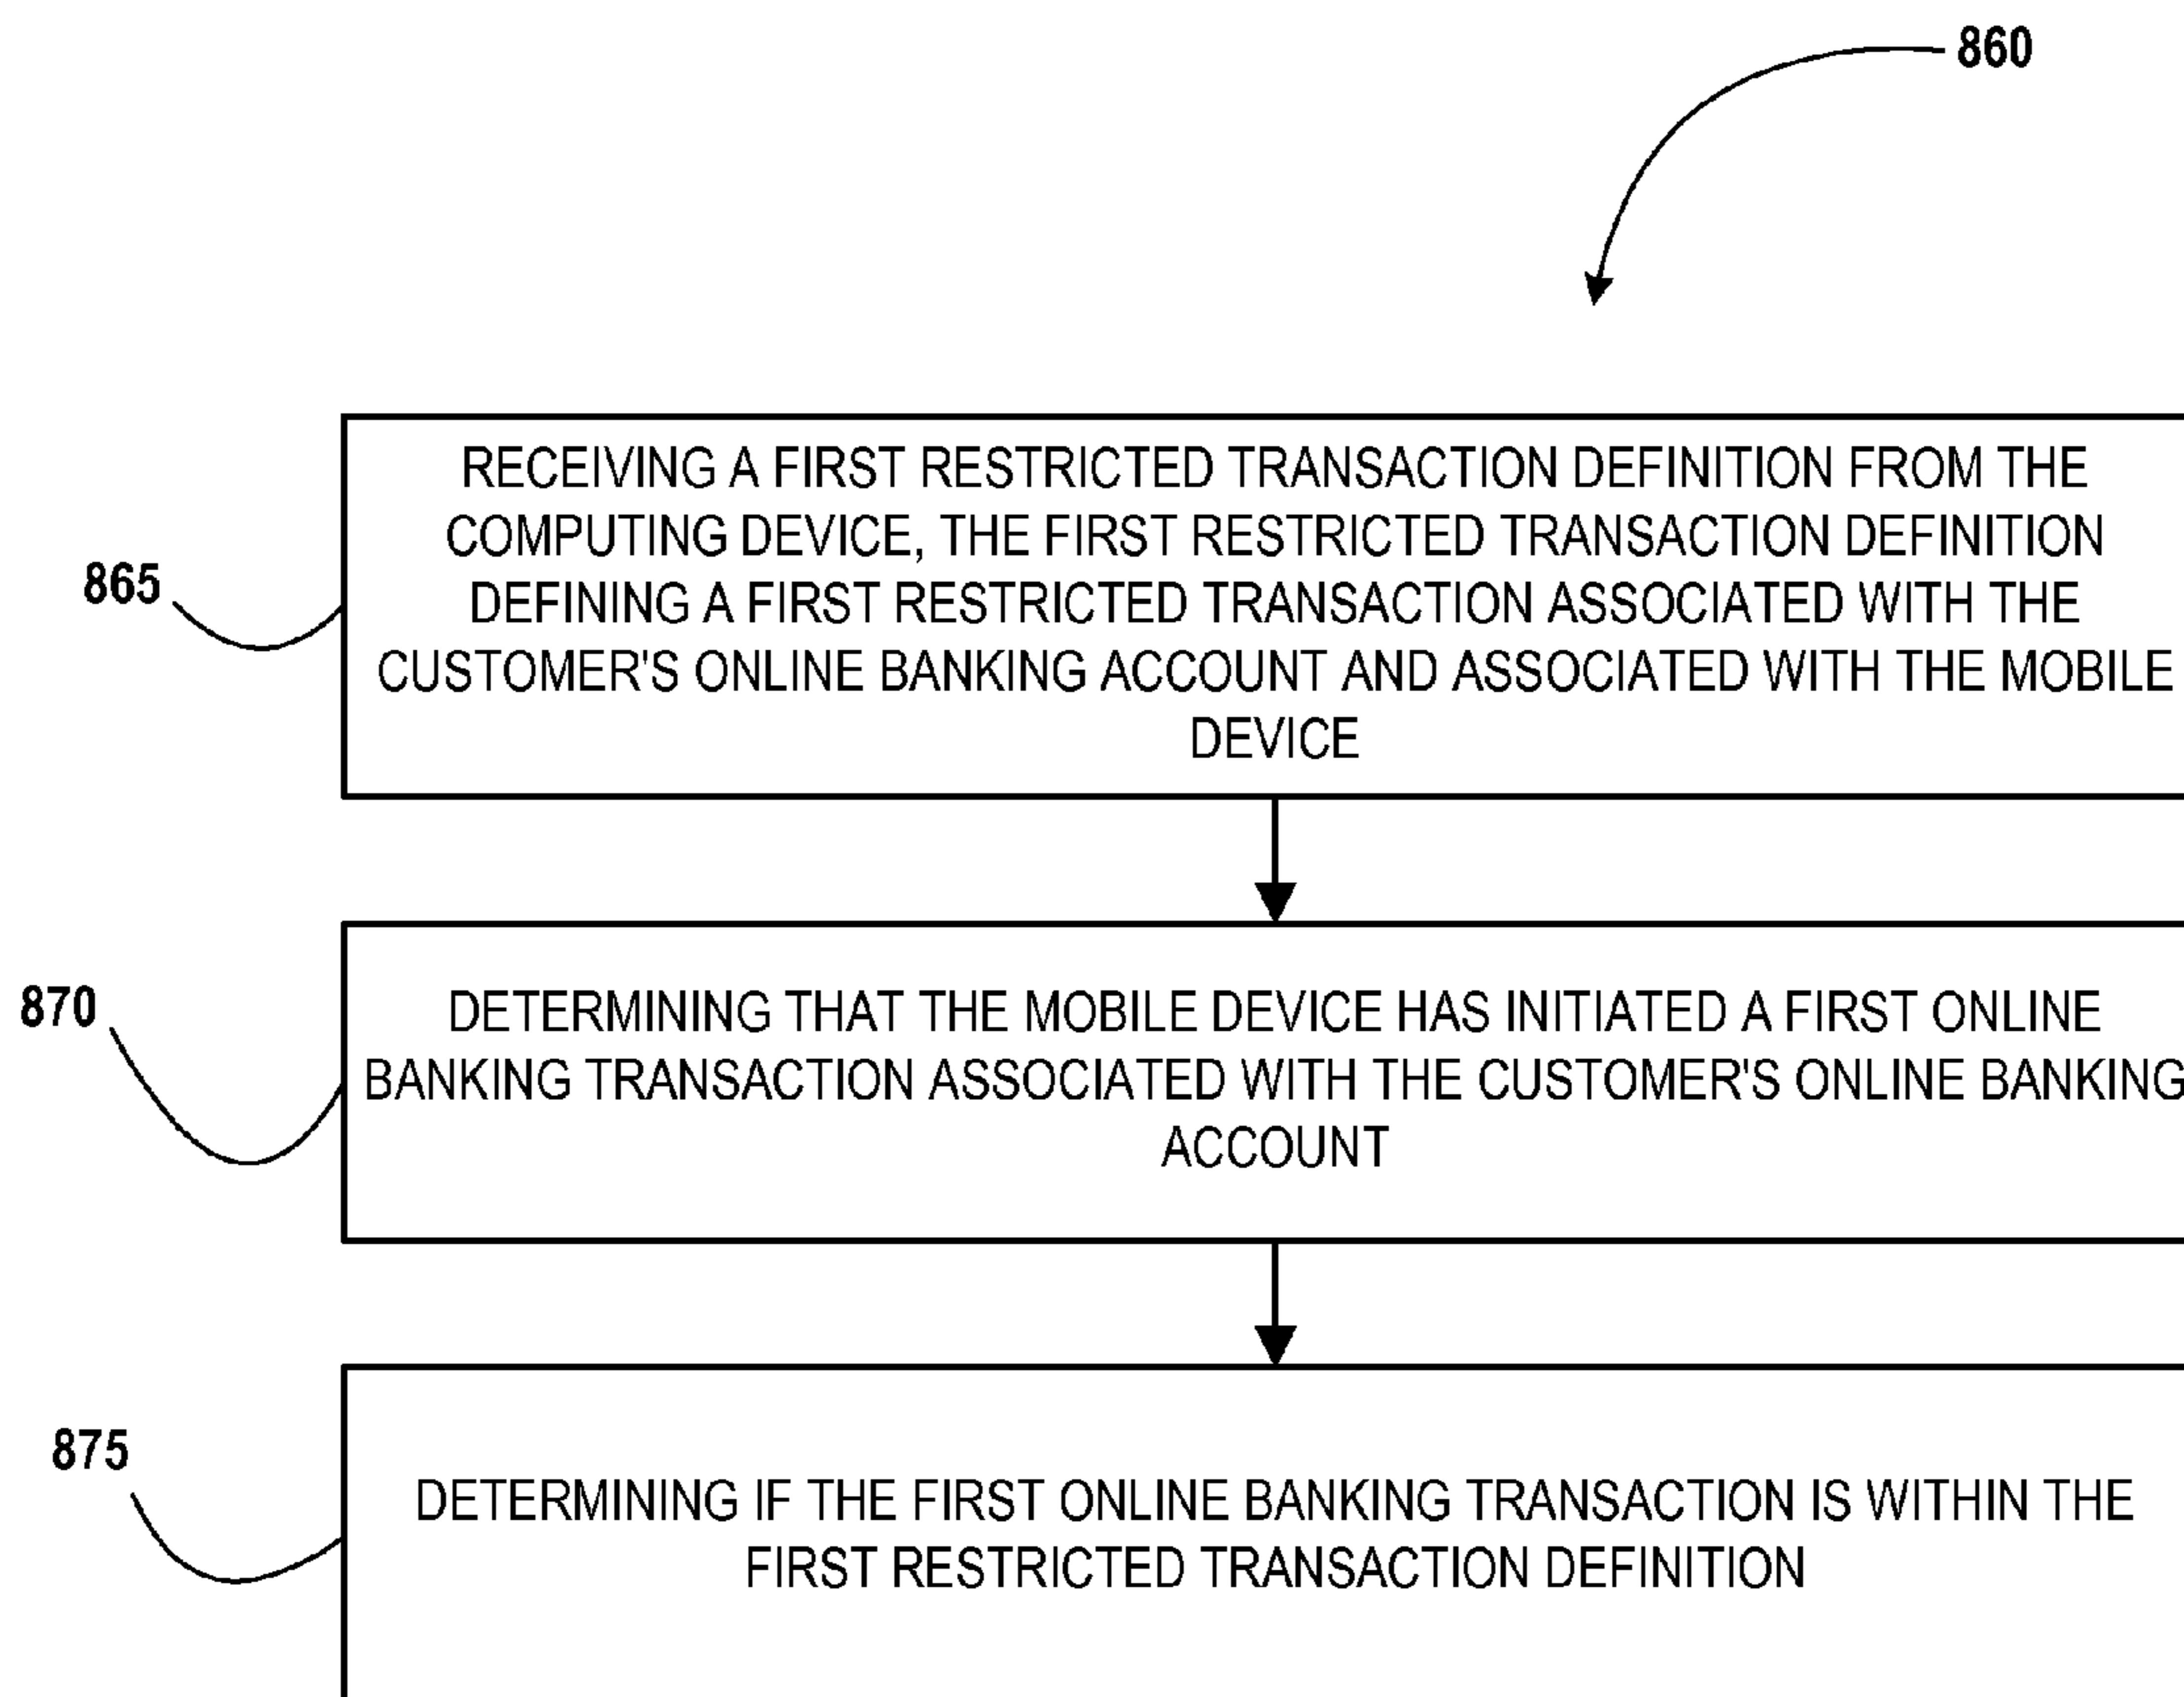 860
RECEIVING A FIRST RESTRICTED TRANSACTION DEFINITION FROM THE
COMPUTING DEVICE, THE FIRST RESTRICTED TRANSACTION DEFINITION
DEFINING A FIRST RESTRICTED TRANSACTION ASSOCIATED WITH THE
CUSTOMER'S ONLINE BANKING ACCOUNT AND ASSOCIATED WITH THE MOBILE
DEVICE
865
DETERMINING THAT THE MOBILE DEVICE HAS INITIATED A FIRST ONLINE
BANKING TRANSACTION ASSOCIATED WITH THE CUSTOMER'S ONLINE BANKING
ACCOUNT
870
DETERMINING IF THE FIRST ONLINE BANKING TRANSACTION IS WITHIN THE
FIRST RESTRICTED TRANSACTION DEFINITION
875